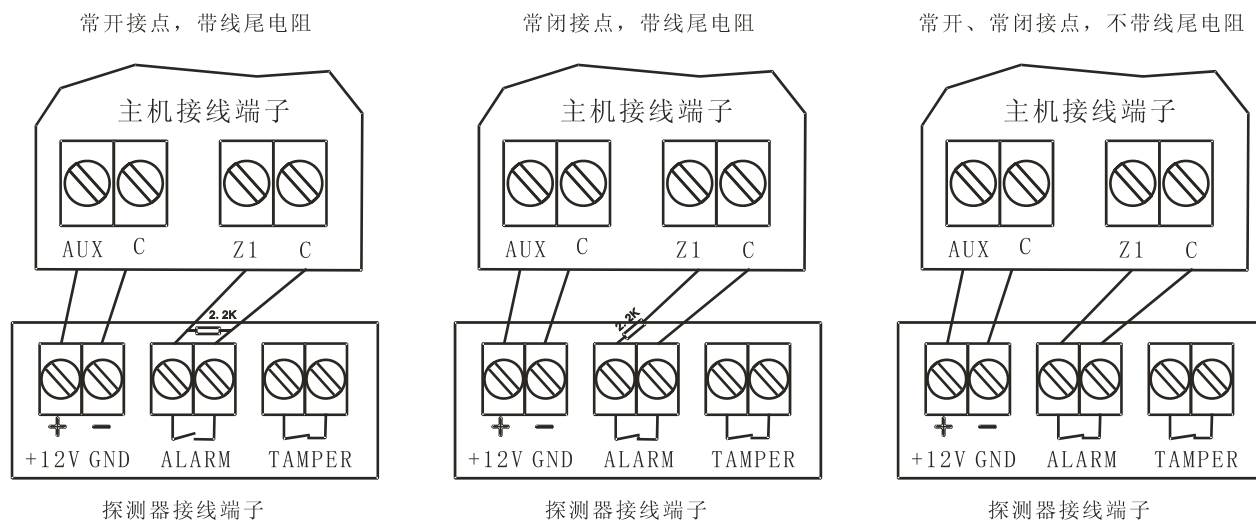 常开接点，带线尾电阻
主机接线端子
AUX C Z1 C
2.2K
+ -
+12V GND ALARM TAMPER
探测器接线端子
常闭接点，带线尾电阻
主机接线端子
AUX C Z1 C
2.2K
+ -
+12V GND ALARM TAMPER
探测器接线端子
常开、常闭接点，不带线尾电阻
主机接线端子
AUX C Z1 C
+ -
+12V GND ALARM TAMPER
探测器接线端子